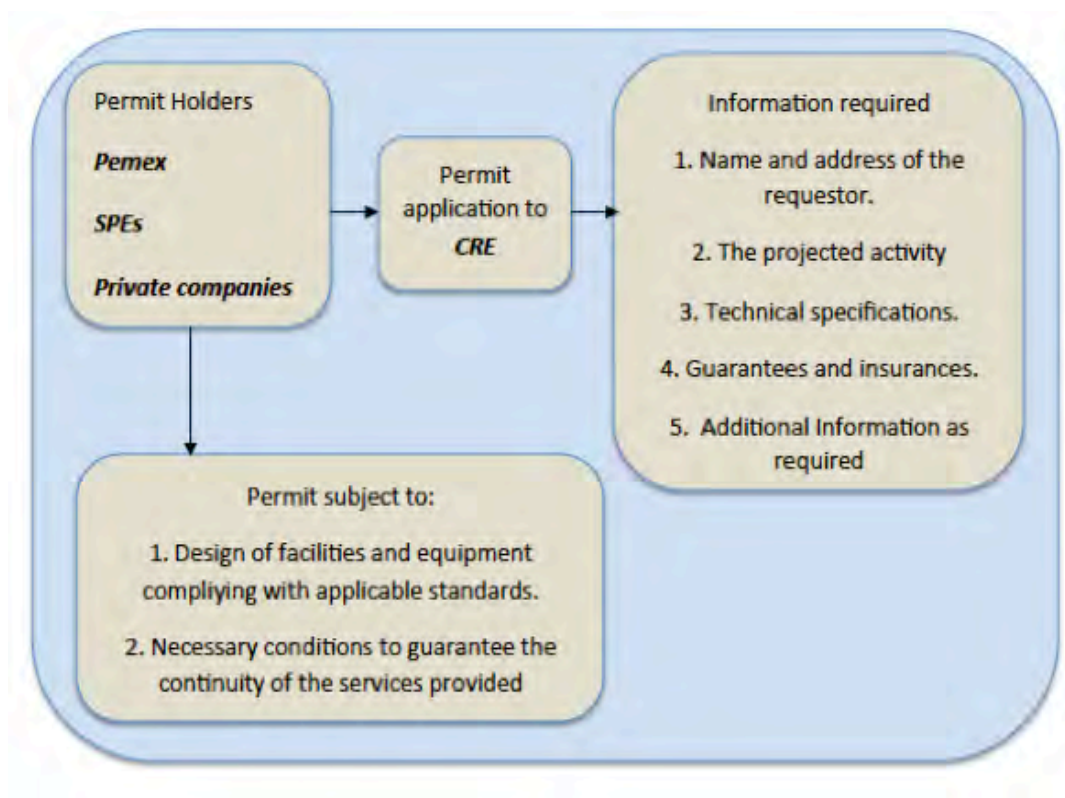 Permit Holders
Pemex
SPEs
Private companies
Permit
application to
CRE
Information required
1. Name and address of the
requestor.
2. The projected activity
3. Technical specifications.
4. Guarantees and insurances.
5. Additional Information as
required
Permit subject to:
1. Design of facilities and equipment
compliying with applicable standards.
2. Necessary conditions to guarantee the
continuity of the services provided